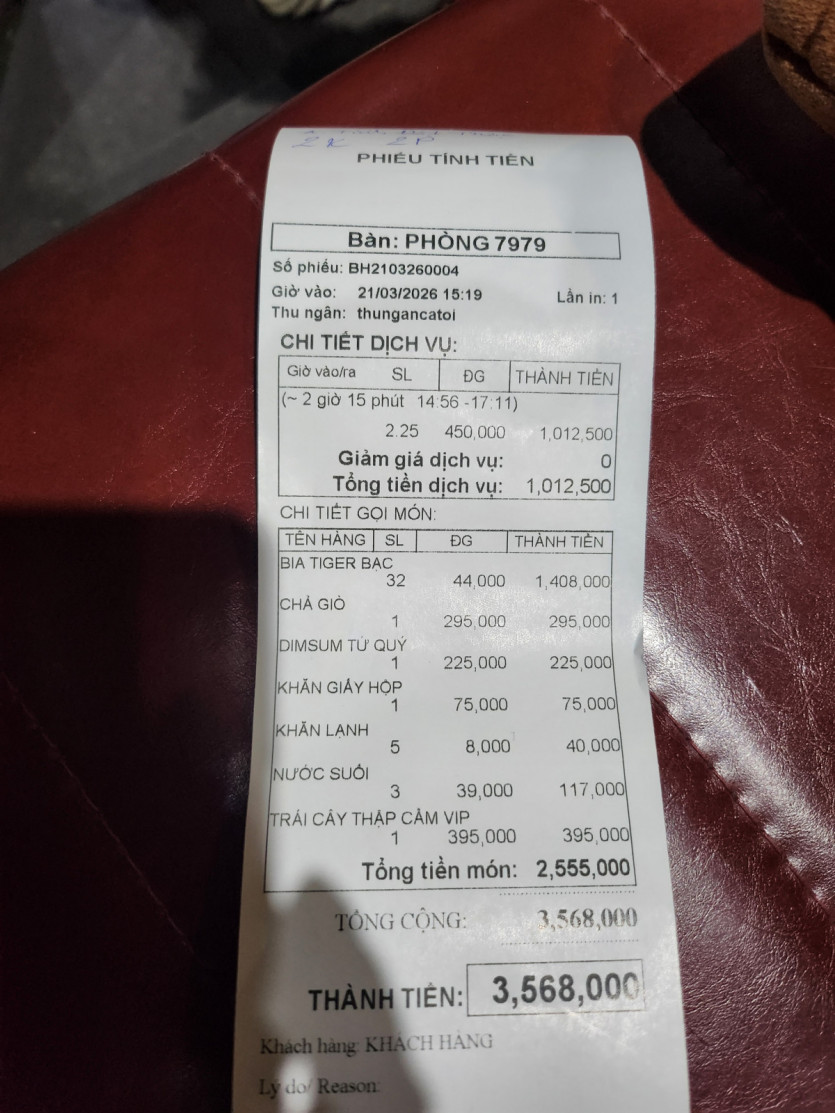 2K 2P
PHIẾU TÍNH TIỀN
Bàn: PHÒNG 7979
Số phiếu: BH2103260004
Giờ vào: 21/03/2026 15:19 Lần in: 1
Thu ngân: thungancatoi
CHI TIẾT DỊCH VỤ:
Giờ vào/ra SL ĐG THÀNH TIỀN
(~ 2 giờ 15 phút 14:56 -17:11)
2.25 450,000 1,012,500
Giảm giá dịch vụ: 0
Tổng tiền dịch vụ: 1,012,500
CHI TIẾT GỌI MÓN:
TÊN HÀNG SL ĐG THÀNH TIỀN
BIA TIGER BẠC
32 44,000 1,408,000
CHẢ GIÒ
1 295,000 295,000
DIMSUM TỨ QUÝ
1 225,000 225,000
KHĂN GIẤY HỘP
1 75,000 75,000
KHĂN LẠNH
5 8,000 40,000
NƯỚC SUỐI
3 39,000 117,000
TRÁI CÂY THẬP CẨM VIP
1 395,000 395,000
Tổng tiền món: 2,555,000
TỔNG CỘNG: 3,568,000
THÀNH TIỀN: 3,568,000
Khách hàng: KHÁCH HÀNG
Lý do/ Reason: